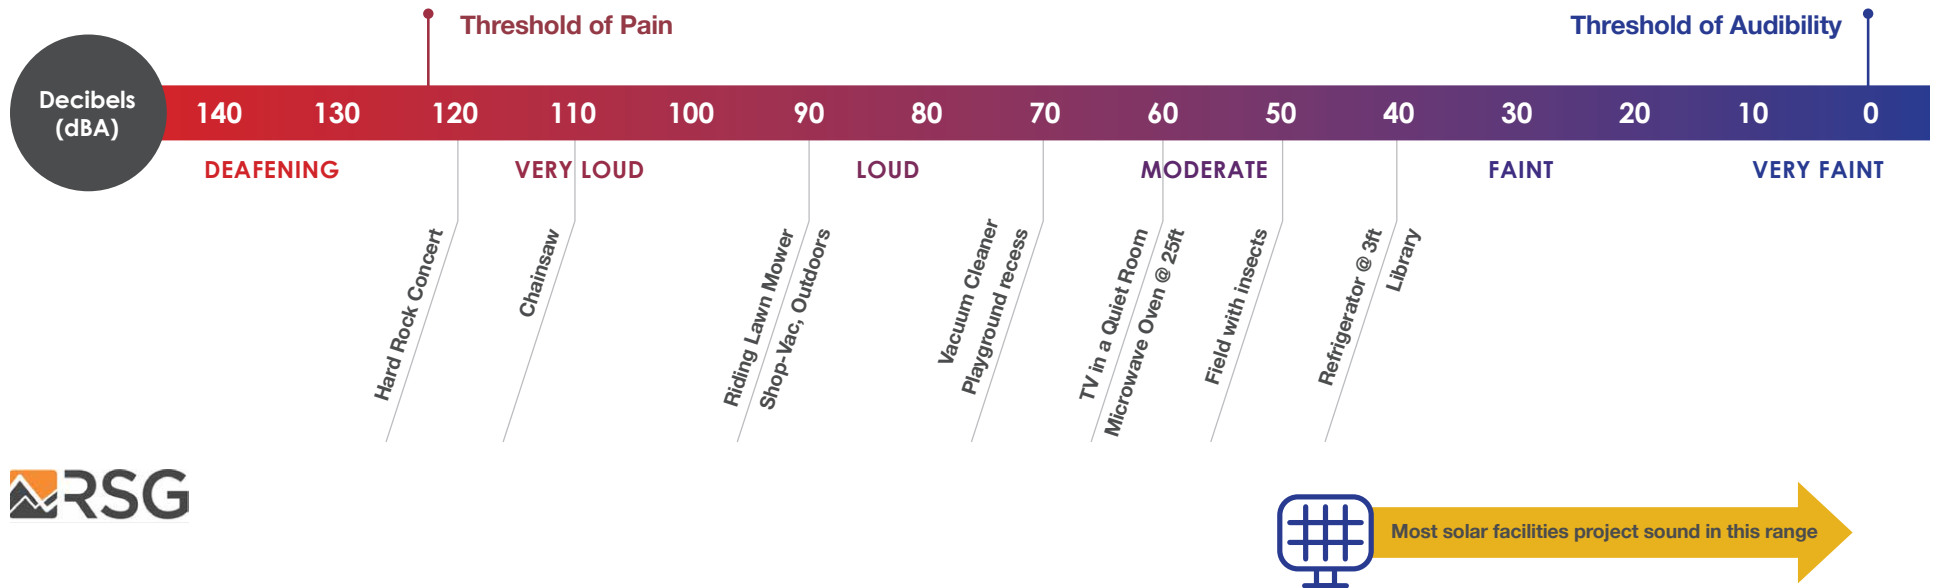 Threshold of Pain
Threshold of Audibility
Decibels
(dBA)
140 130 120 110 100 90 80 70 60 50 40 30 20 10 0
DEAFENING VERY LOUD LOUD MODERATE FAINT VERY FAINT
Hard Rock Concert
Chainsaw
Riding Lawn Mower
Shop-Vac, Outdoors
Vacuum Cleaner
Playground recess
TV in a Quiet Room
Microwave Oven @ 25ft
Field with insects
Refrigerator @ 3ft
Library
RSG
Most solar facilities project sound in this range